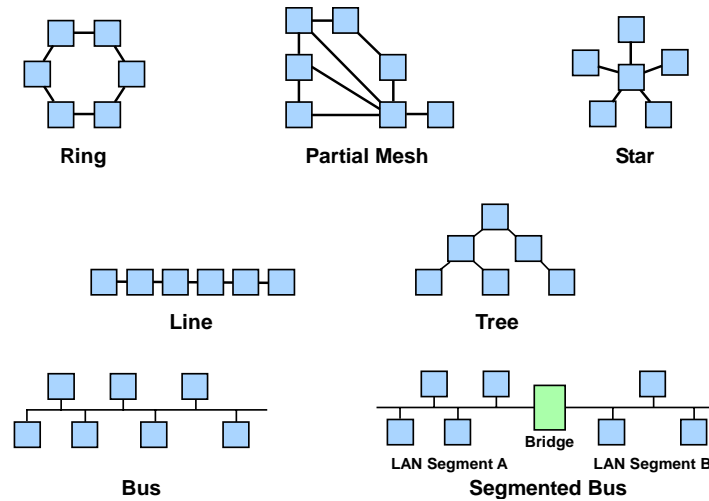 Ring
Partial Mesh
Star
Line
Tree
Bridge
LAN Segment A
LAN Segment B
Bus
Segmented Bus